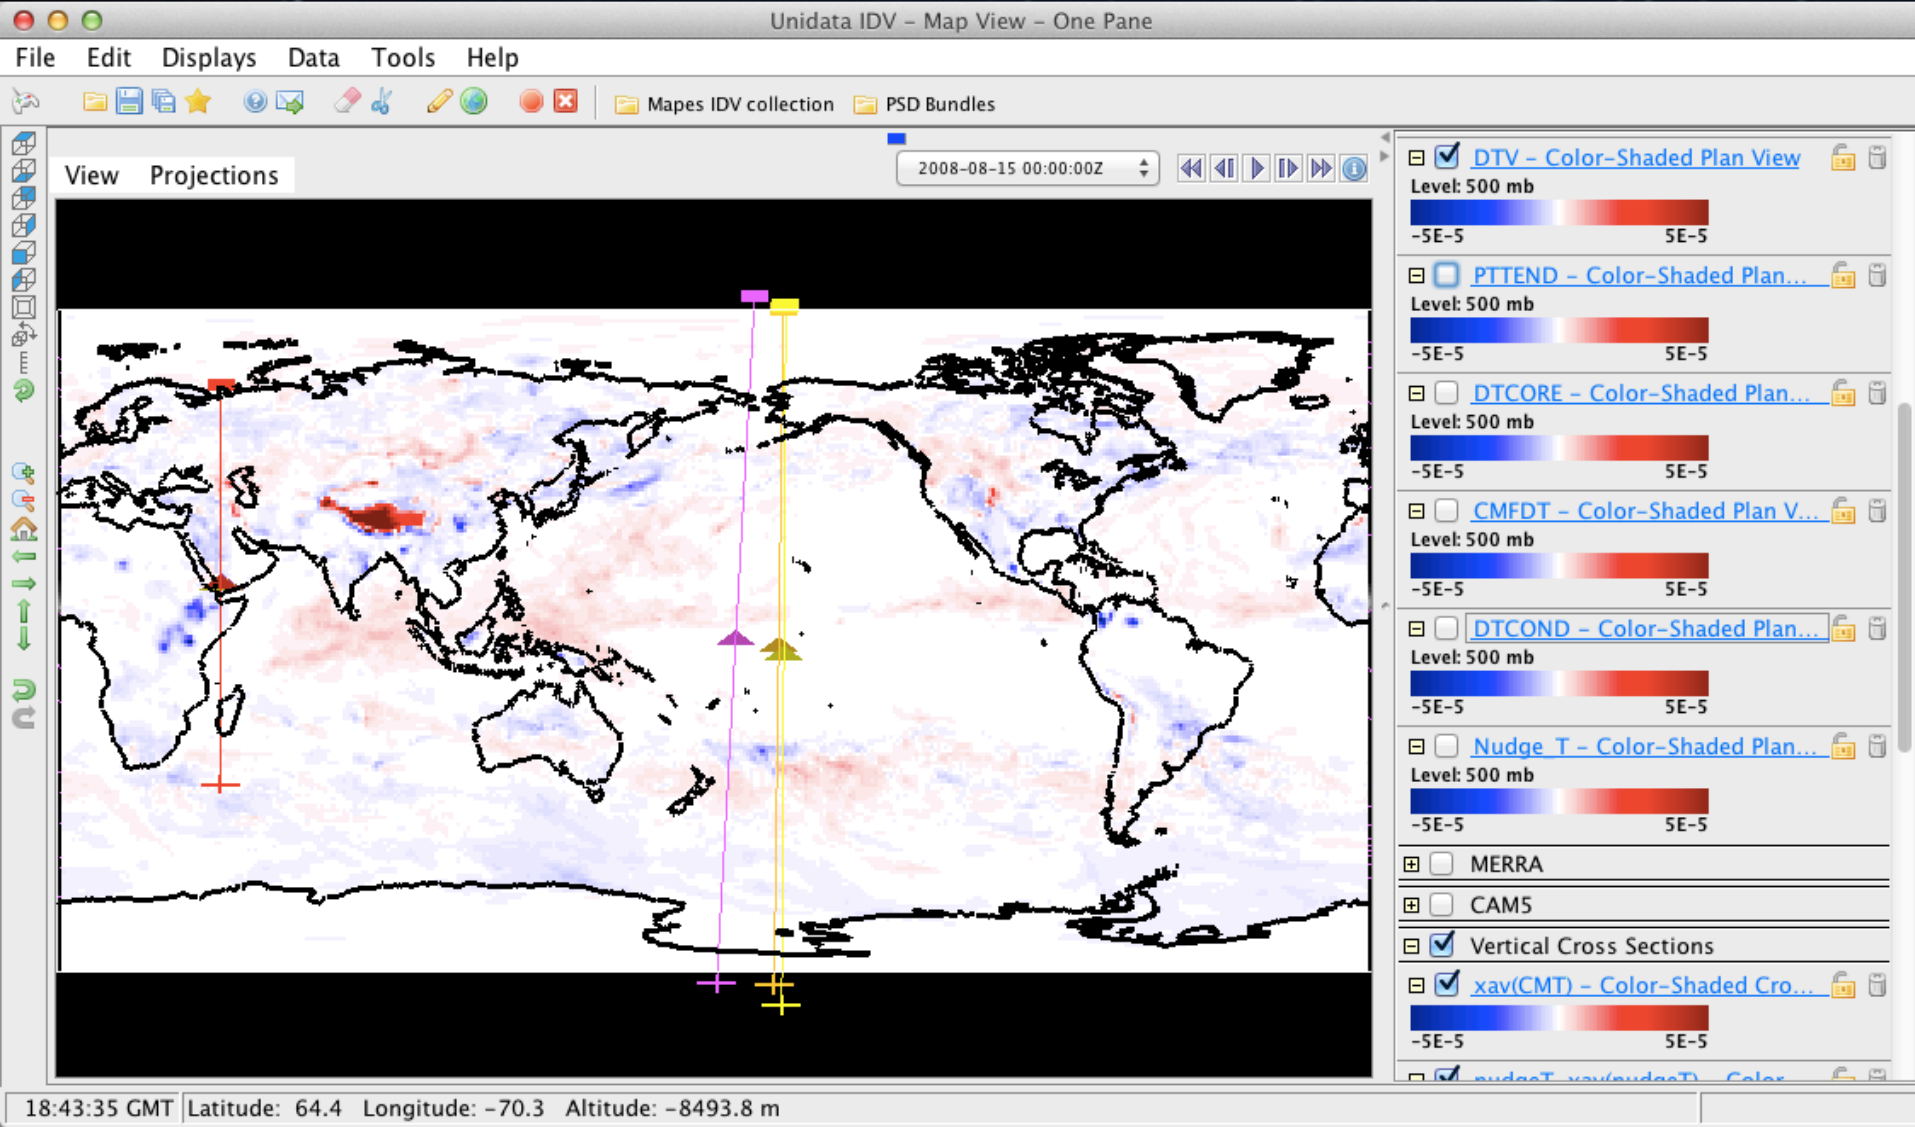 Unidata IDV - Map View - One Pane
File Edit Displays Data Tools Help
Mapes IDV collection PSD Bundles
View Projections
2008-08-15 00:00:00Z
DTV - Color-Shaded Plan View
Level: 500 mb
-5E-5 5E-5
PTTEND - Color-Shaded Plan...
Level: 500 mb
-5E-5 5E-5
DTCORE - Color-Shaded Plan...
Level: 500 mb
-5E-5 5E-5
CMFDT - Color-Shaded Plan V...
Level: 500 mb
-5E-5 5E-5
DTCOND - Color-Shaded Plan...
Level: 500 mb
-5E-5 5E-5
Nudge_T - Color-Shaded Plan...
Level: 500 mb
-5E-5 5E-5
MERRA
CAM5
Vertical Cross Sections
xav(CMT) - Color-Shaded Cro...
-5E-5 5E-5
nudgeT xav(nudgeT) - Color
18:43:35 GMT Latitude: 64.4 Longitude: -70.3 Altitude: -8493.8 m